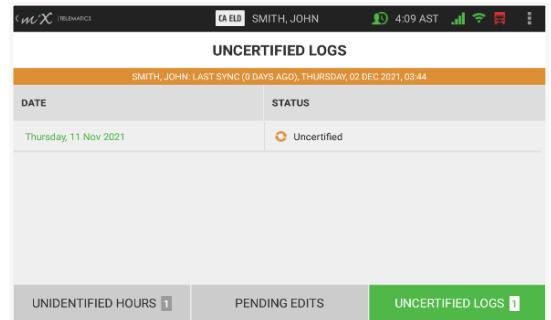 mix TELEMATICS CA ELD SMITH, JOHN 4:09 AST
UNCERTIFIED LOGS
SMITH, JOHN: LAST SYNC (0 DAYS AGO), THURSDAY, 02 DEC 2021, 03:44
DATE STATUS
Thursday, 11 Nov 2021 Uncertified
UNIDENTIFIED HOURS 1 PENDING EDITS UNCERTIFIED LOGS 1